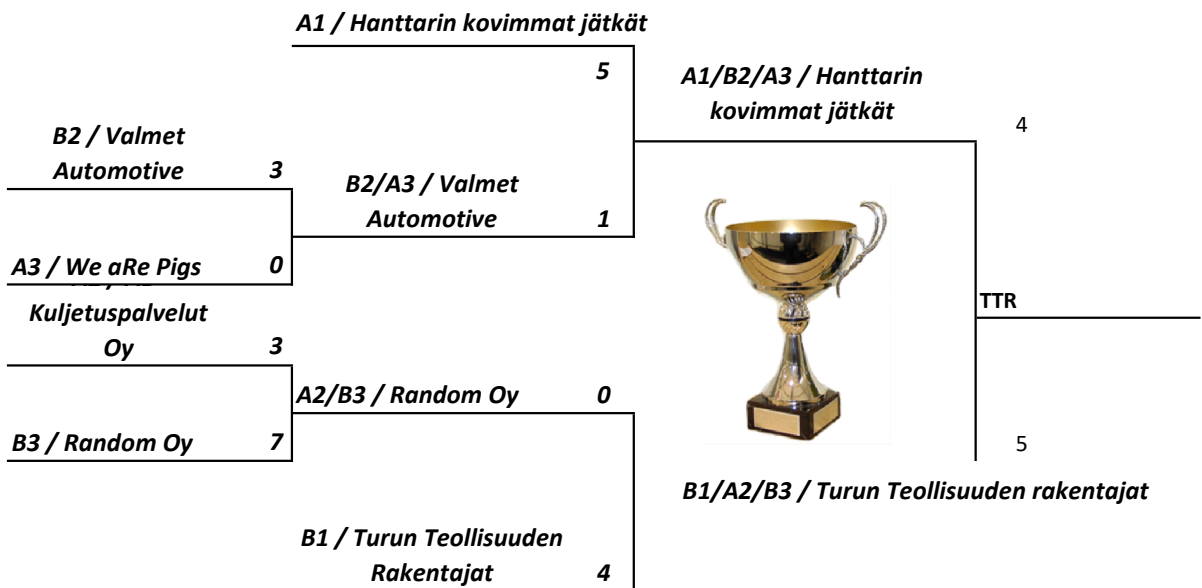 A1 / Hanttarin kovimmat jätkät
5
A1/B2/A3 / Hanttarin
kovimmat jätkät
4
B2 / Valmet
Automotive 3
B2/A3 / Valmet
Automotive 1
A3 / We aRe Pigs 0
Kuljetuspalvelut
Oy 3
TTR
A2/B3 / Random Oy 0
B3 / Random Oy 7
5
B1/A2/B3 / Turun Teollisuuden rakentajat
B1 / Turun Teollisuuden
Rakentajat 4